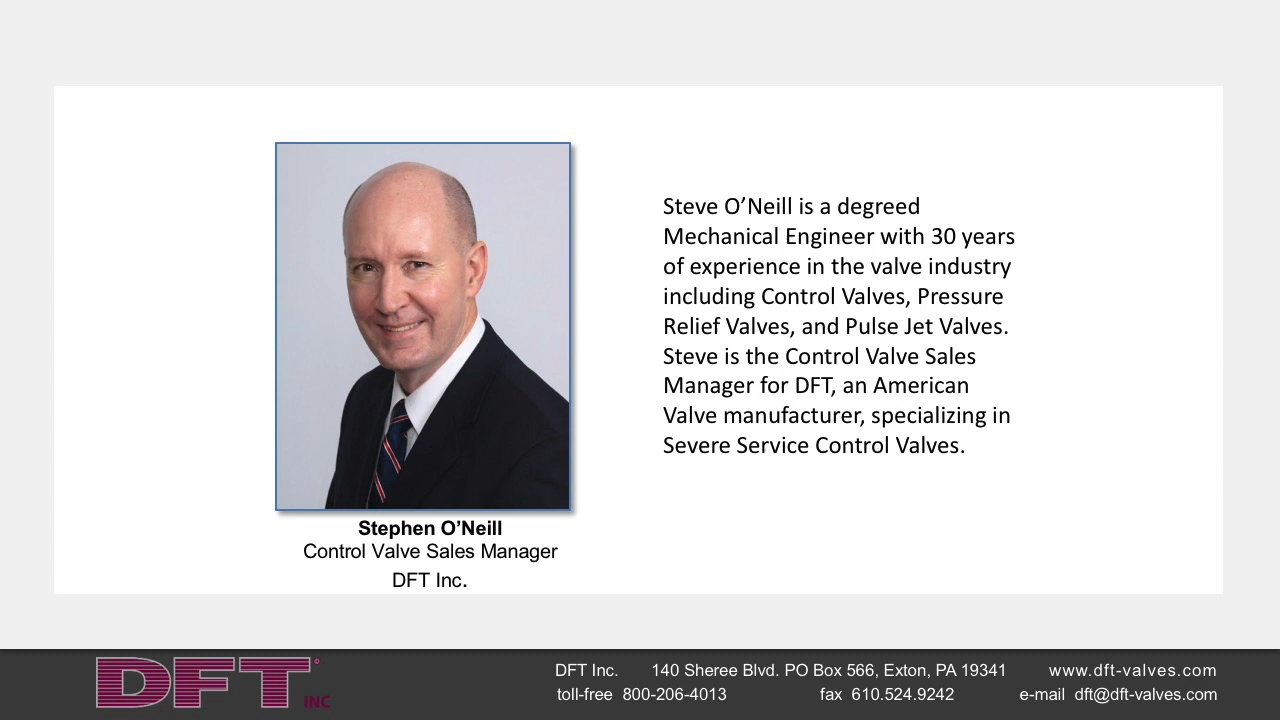 Steve O’Neill is a degreed
Mechanical Engineer with 30 years
of experience in the valve industry
including Control Valves, Pressure
Relief Valves, and Pulse Jet Valves.
Steve is the Control Valve Sales
Manager for DFT, an American
Valve manufacturer, specializing in
Severe Service Control Valves.
Stephen O’Neill
Control Valve Sales Manager
DFT Inc.
DFT INC
DFT Inc. 140 Sheree Blvd. PO Box 566, Exton, PA 19341 www.dft-valves.com
toll-free 800-206-4013 fax 610.524.9242 e-mail dft@dft-valves.com